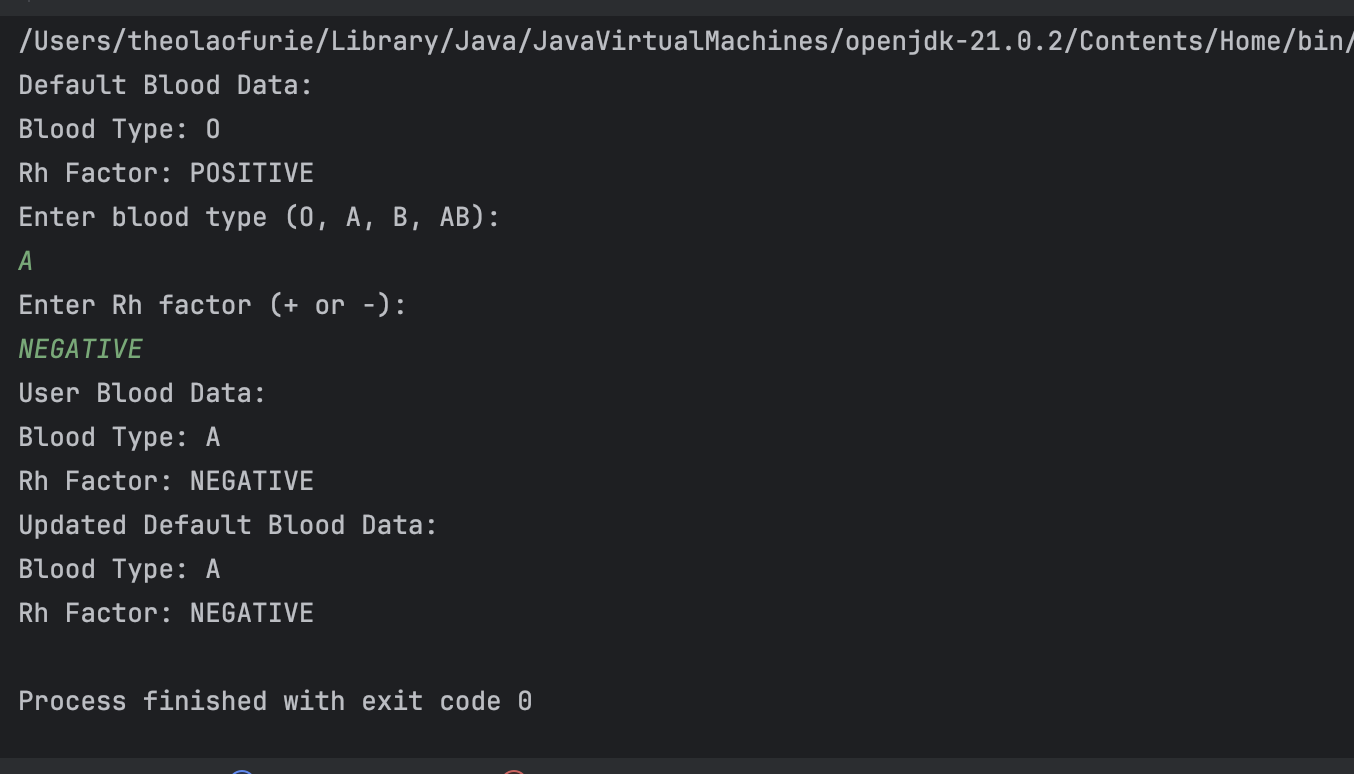 /Users/theolaofurie/Library/Java/JavaVirtualMachines/openjdk-21.0.2/Contents/Home/bin/
Default Blood Data:
Blood Type: O
Rh Factor: POSITIVE
Enter blood type (O, A, B, AB):
A
Enter Rh factor (+ or -):
NEGATIVE
User Blood Data:
Blood Type: A
Rh Factor: NEGATIVE
Updated Default Blood Data:
Blood Type: A
Rh Factor: NEGATIVE
Process finished with exit code 0